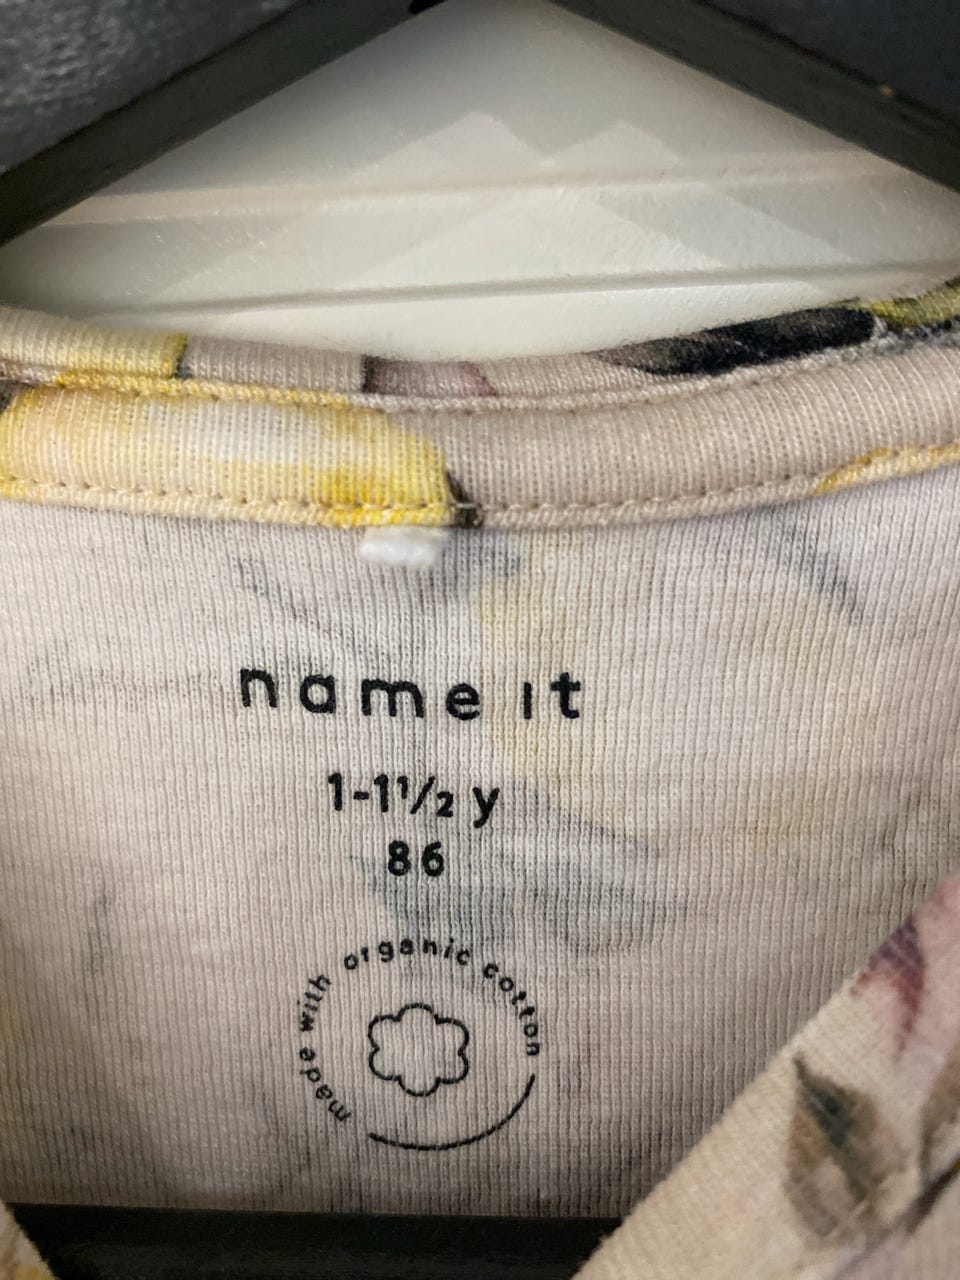 name it
1-1½ y
86
made with organic cotton